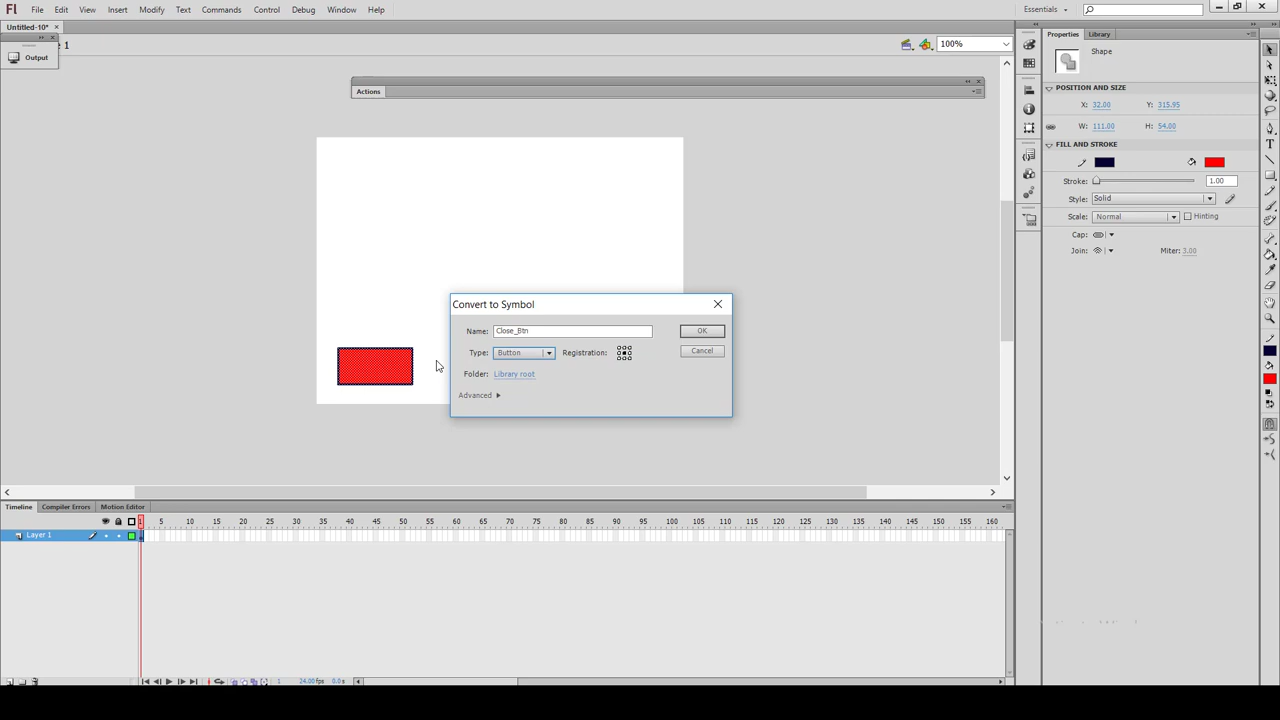 Fl File Edit View Insert Modify Text Commands Control Debug Window Help Essentials
Untitled-10*
1
Output
100%
Actions
Properties Library
Shape
POSITION AND SIZE
X: 32.00 Y: 315.95
W: 111.00 H: 54.00
FILL AND STROKE
Stroke: 1.00
Style: Solid
Scale: Normal Hinting
Cap:
Join: Miter: 3.00
Convert to Symbol
Name: Close_Btn OK
Type: Button Registration: Cancel
Folder: Library root
Advanced
Timeline Compiler Errors Motion Editor
1 5 10 15 20 25 30 35 40 45 50 55 60 65 70 75 80 85 90 95 100 105 110 115 120 125 130 135 140 145 150 155 160
Layer 1
1 24.00 fps 0.0 s